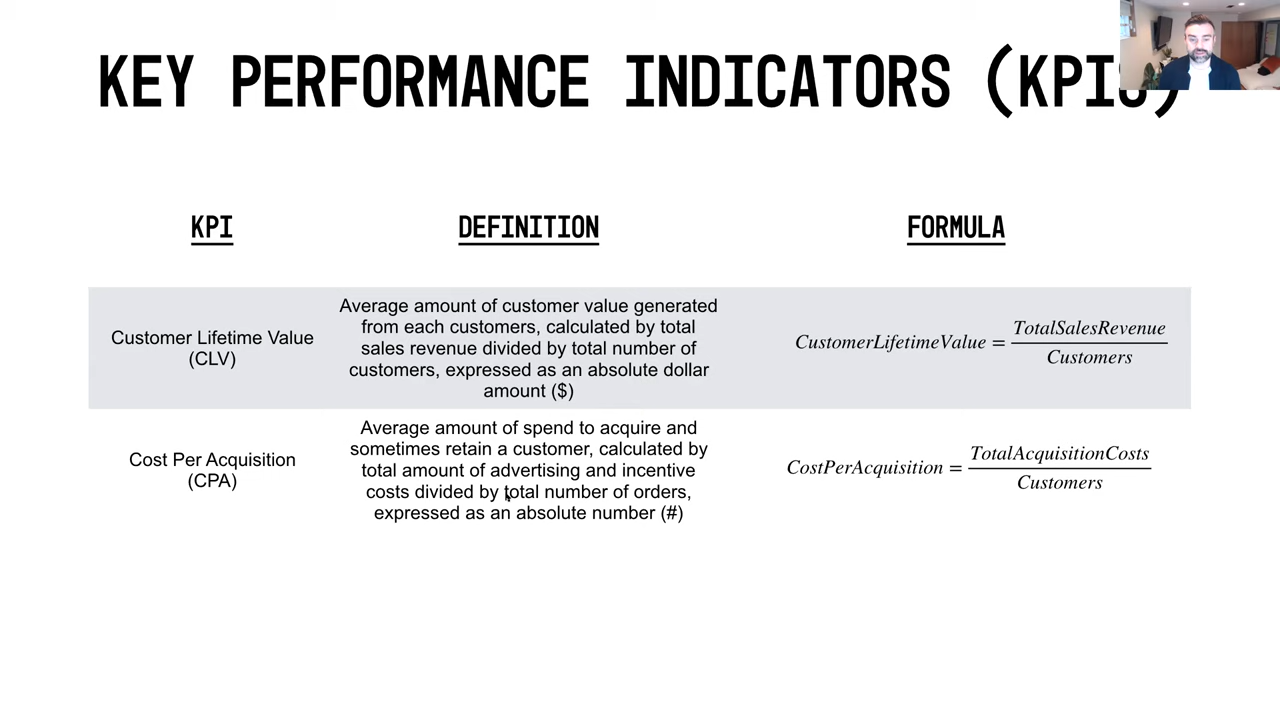 KEY PERFORMANCE INDICATORS (KPIS)
KPI
DEFINITION
FORMULA
Customer Lifetime Value
(CLV)
Average amount of customer value generated
from each customers, calculated by total
sales revenue divided by total number of
customers, expressed as an absolute dollar
amount ($)
CustomerLifetimeValue = TotalSalesRevenue
Customers
Cost Per Acquisition
(CPA)
Average amount of spend to acquire and
sometimes retain a customer, calculated by
total amount of advertising and incentive
costs divided by total number of orders,
expressed as an absolute number (#)
CostPerAcquisition = TotalAcquisitionCosts
Customers